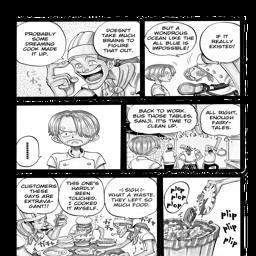 PROBABLY
SOME
DREAMING
COOK MADE
IT UP.
DOESN'T
TAKE MUCH
BRAINS TO
FIGURE
THAT OUT.
BUT A
WONDROUS
OCEAN LIKE
THE ALL BLUE IS
IMPOSSIBLE!
IF IT
REALLY
EXISTED!
BACK TO WORK.
BUS THOSE TABLES,
SANJI. IT'S TIME TO
CLEAN UP.
ALL RIGHT,
ENOUGH
FAIRY-
TALES.
CUSTOMERS
THESE
DAYS ARE
EXTRAVA-
GANT!!
THIS ONE'S
HARDLY
BEEN
TOUCHED.
I COOKED
IT MYSELF.
<SIGH>
WHAT A WASTE.
THEY LEFT SO
MUCH FOOD.
plop
plop
plop
plip
plip
plip